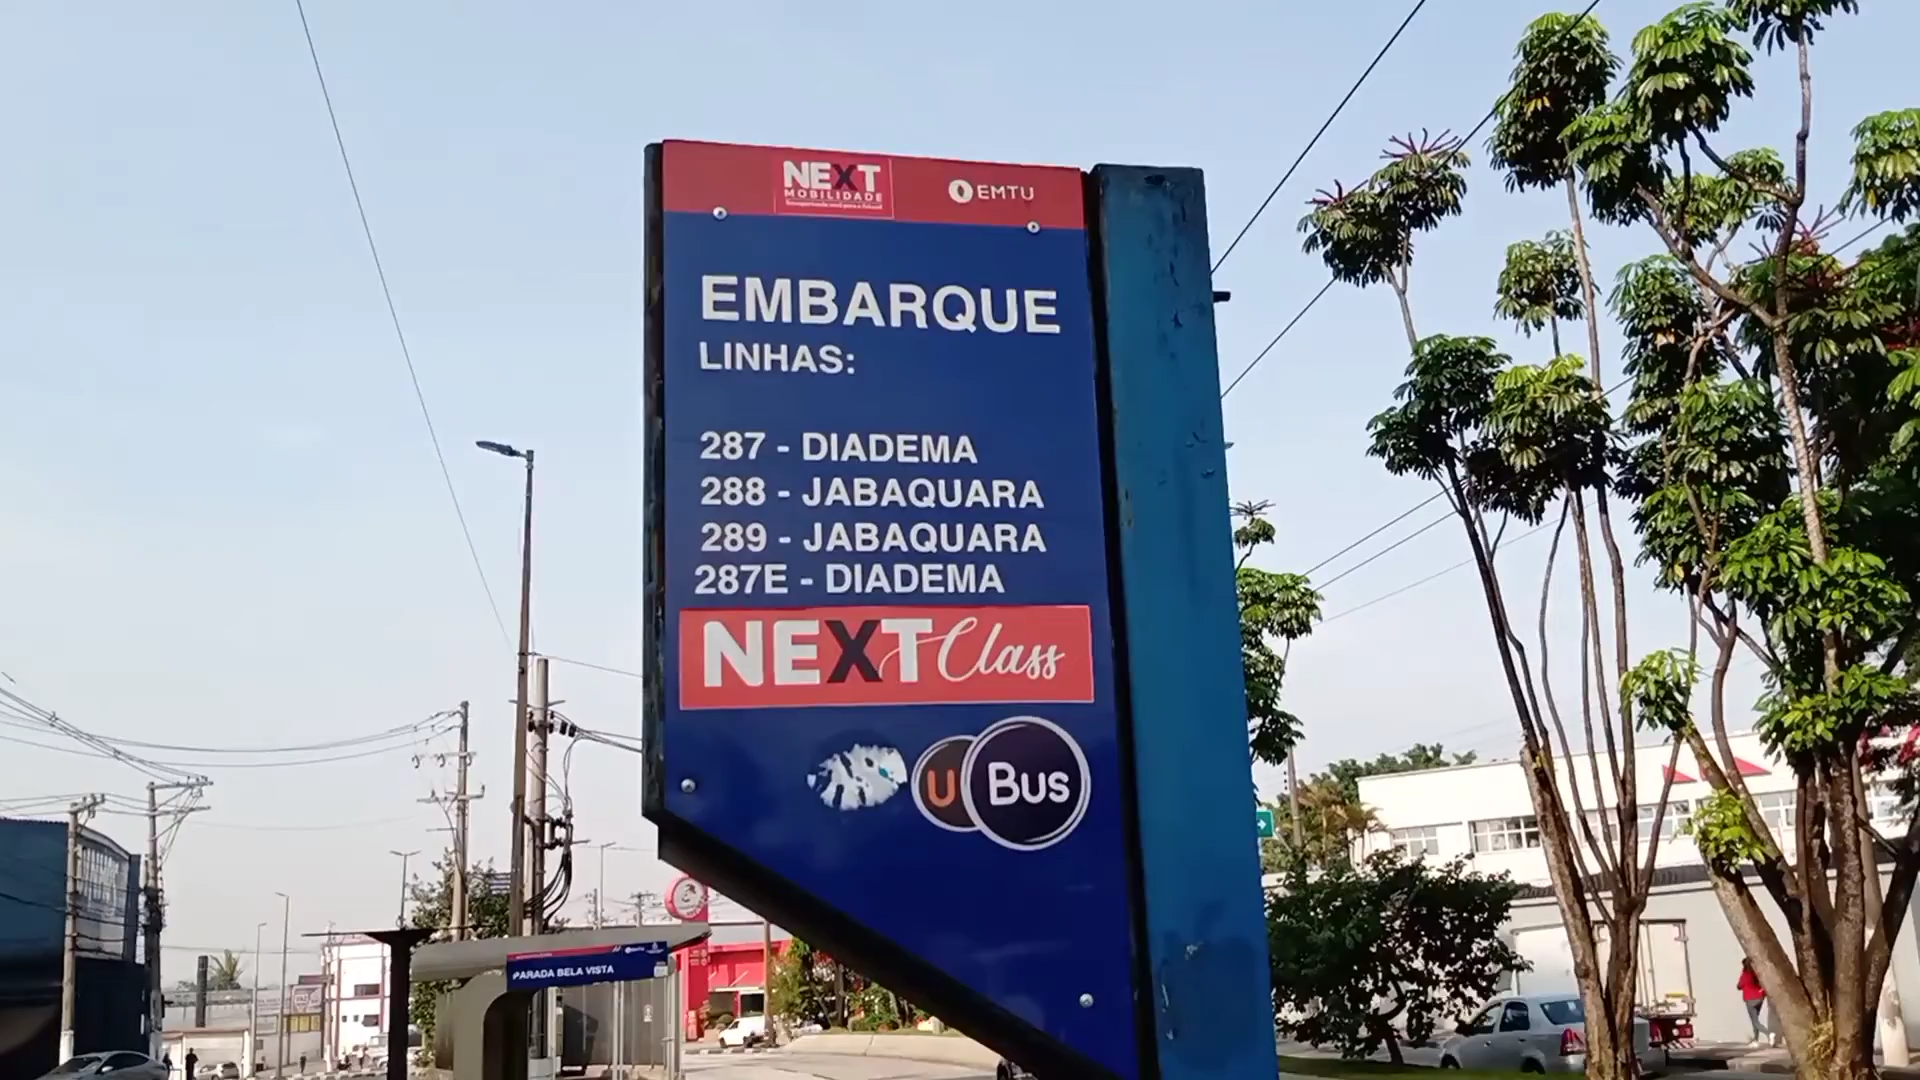 NEXT
MOBILIDADE
EMTU
EMBARQUE
LINHAS:
287 - DIADEMA
288 - JABAQUARA
289 - JABAQUARA
287E - DIADEMA
NEXT Class
U Bus
PARADA BELA VISTA